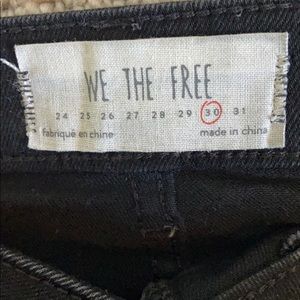 WE THE FREE
24 25 26 27 28 29 30 31
fabriqué en chine made in china